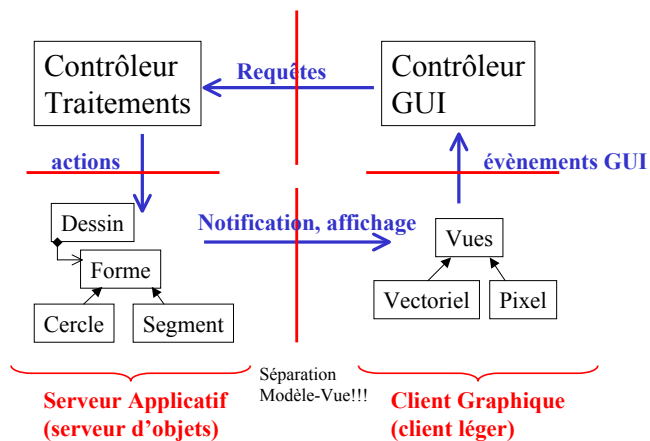 Contrôleur
Traitements
Requêtes
Contrôleur
GUI
actions
évènements GUI
Dessin
Notification, affichage
Forme
Vues
Cercle
Segment
Vectoriel
Pixel
Séparation
Modèle-Vue!!!
Serveur Applicatif
(serveur d'objets)
Client Graphique
(client léger)